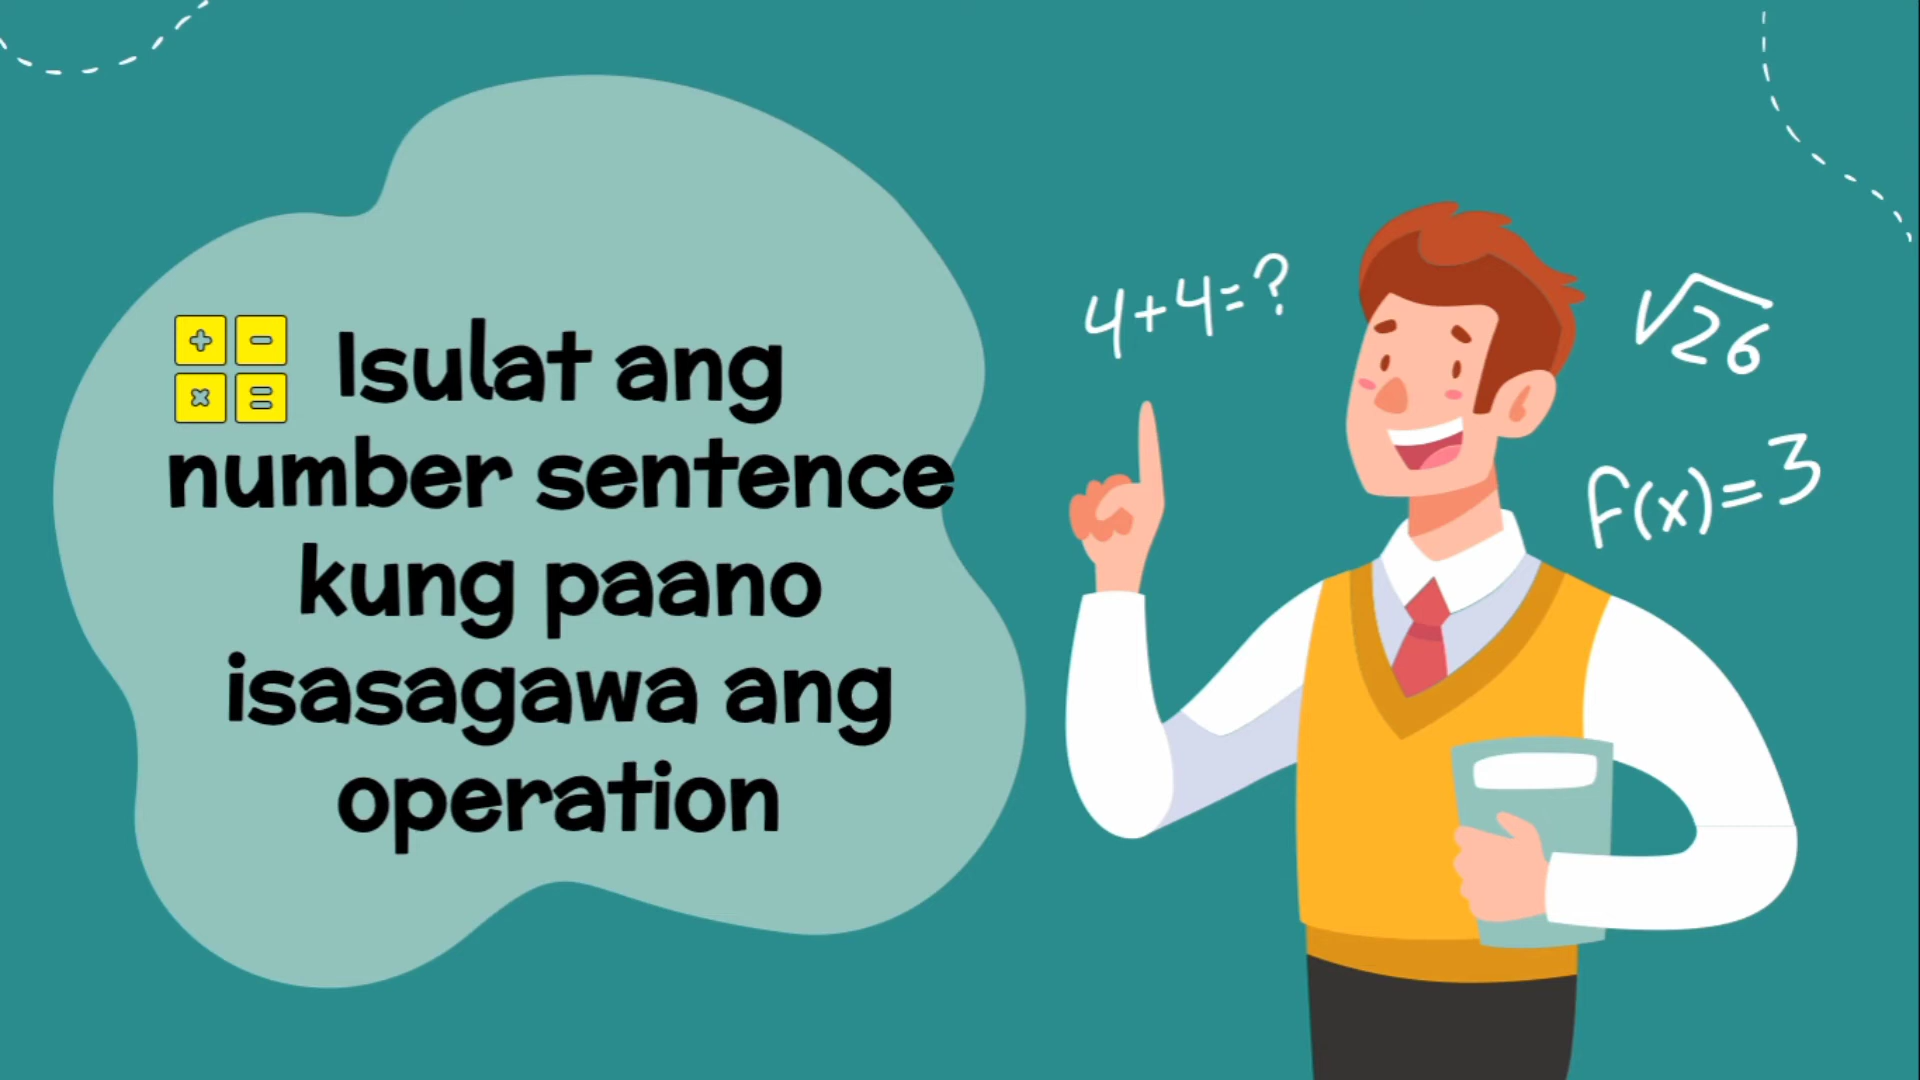 Isulat ang
number sentence
kung paano
isasagawa ang
operation
+ -
× =
4+4=?
√26
f(x)=3